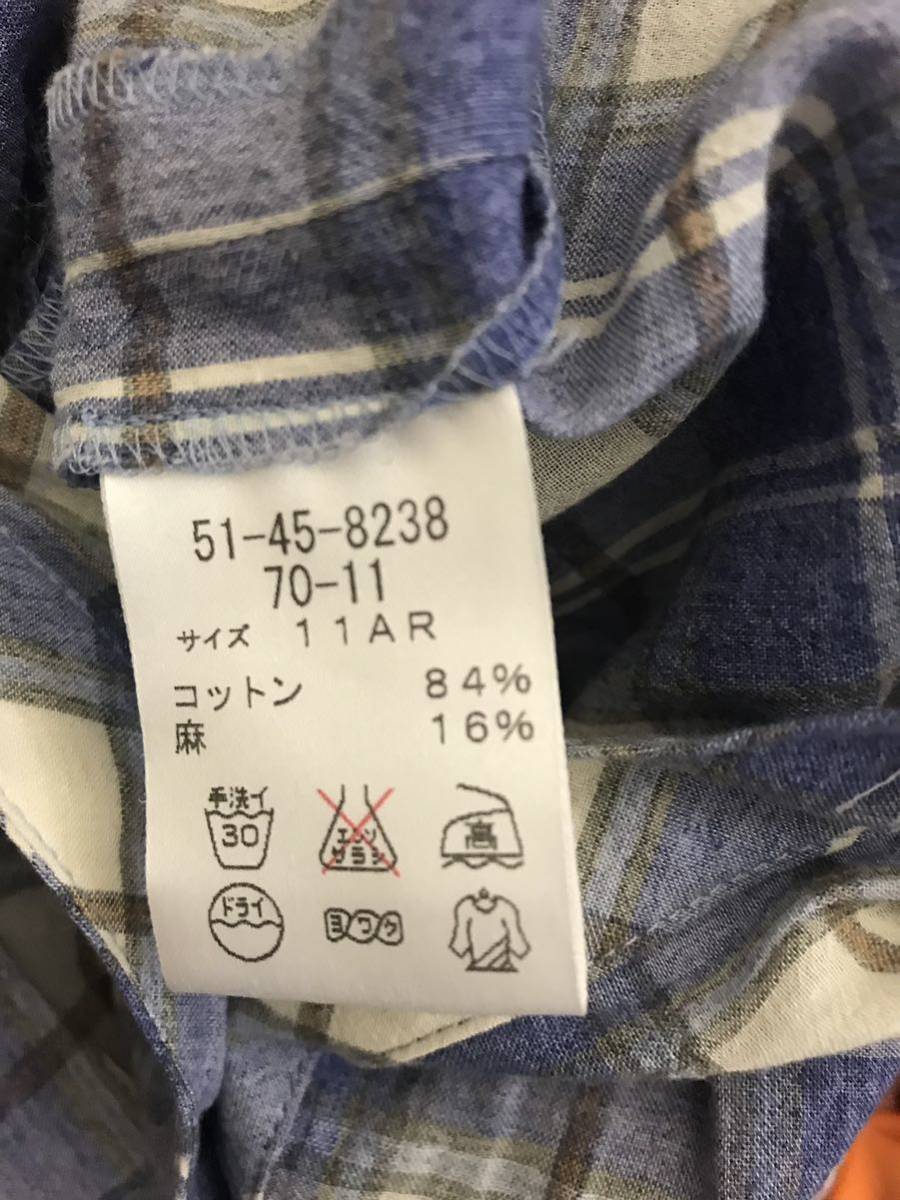 51-45-8238
70-11
サイズ 11AR
コットン 84%
麻 16%
手洗イ
30
エンソ
サラシ
高
ドライ
ヨワク